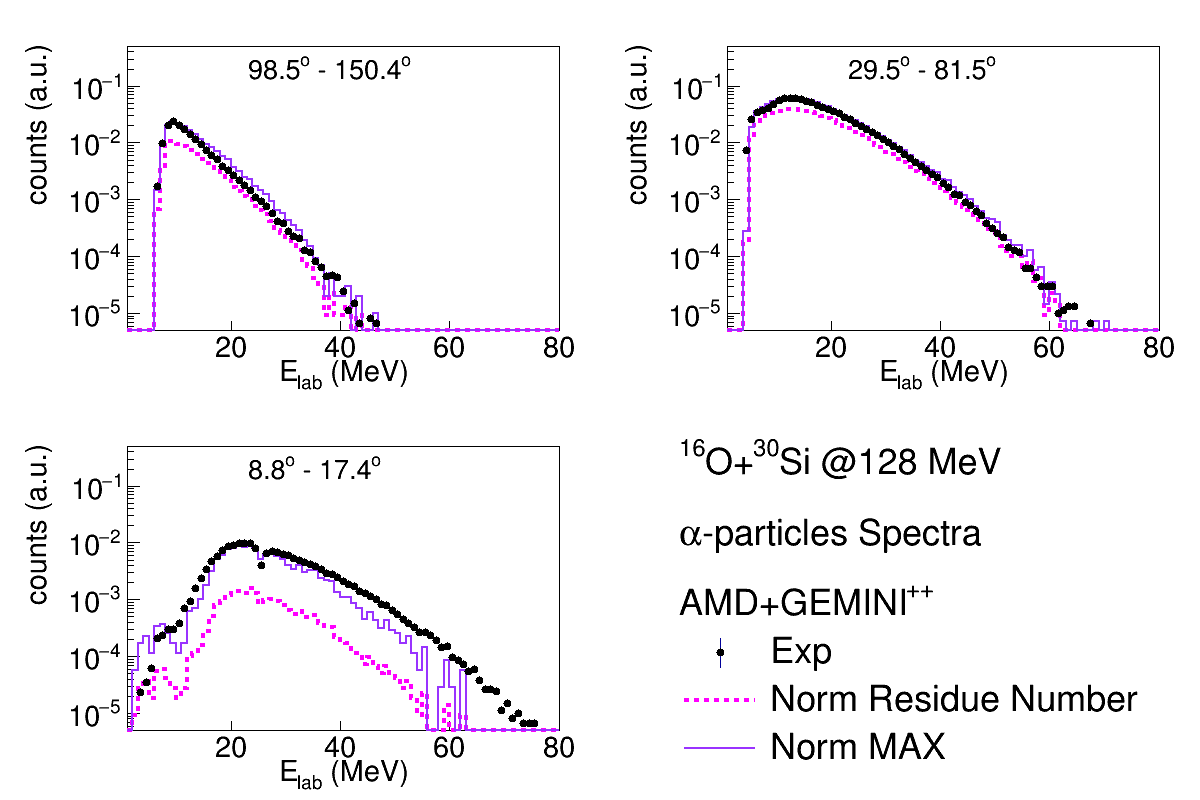 98.5° - 150.4°
counts (a.u.)
10⁻¹
10⁻²
10⁻³
10⁻⁴
10⁻⁵
20 40 60 80
E_lab (MeV)
29.5° - 81.5°
counts (a.u.)
10⁻¹
10⁻²
10⁻³
10⁻⁴
10⁻⁵
20 40 60 80
E_lab (MeV)
8.8° - 17.4°
counts (a.u.)
10⁻¹
10⁻²
10⁻³
10⁻⁴
10⁻⁵
20 40 60 80
E_lab (MeV)
¹⁶O+³⁰Si @128 MeV
α-particles Spectra
AMD+GEMINI⁺⁺
Exp
Norm Residue Number
Norm MAX